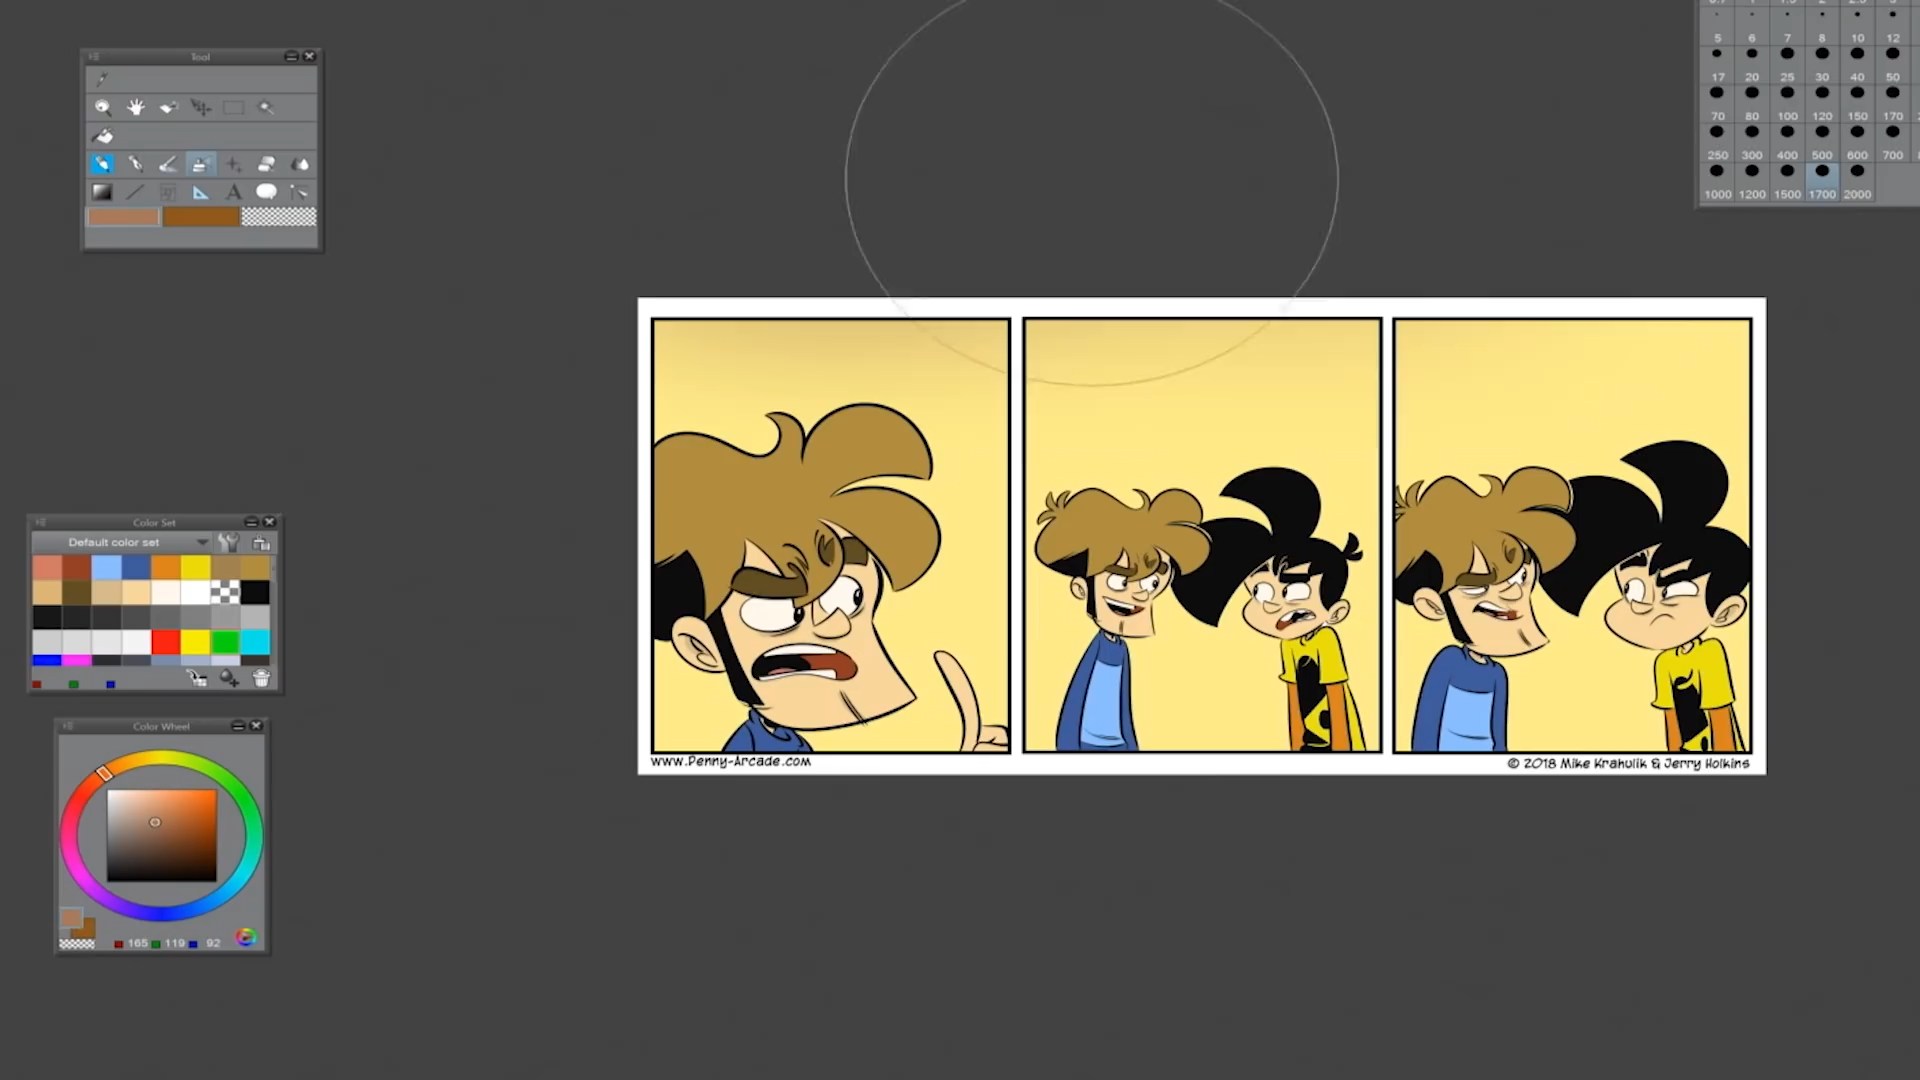 Tool
5 6 7 8 10 12
17 20 25 30 40 50
70 80 100 120 150 170
250 300 400 500 600 700
1000 1200 1500 1700 2000
www.Penny-Arcade.com
© 2018 Mike Krahulik & Jerry Holkins
Color Set
Default color set
Color Wheel
165 119 92